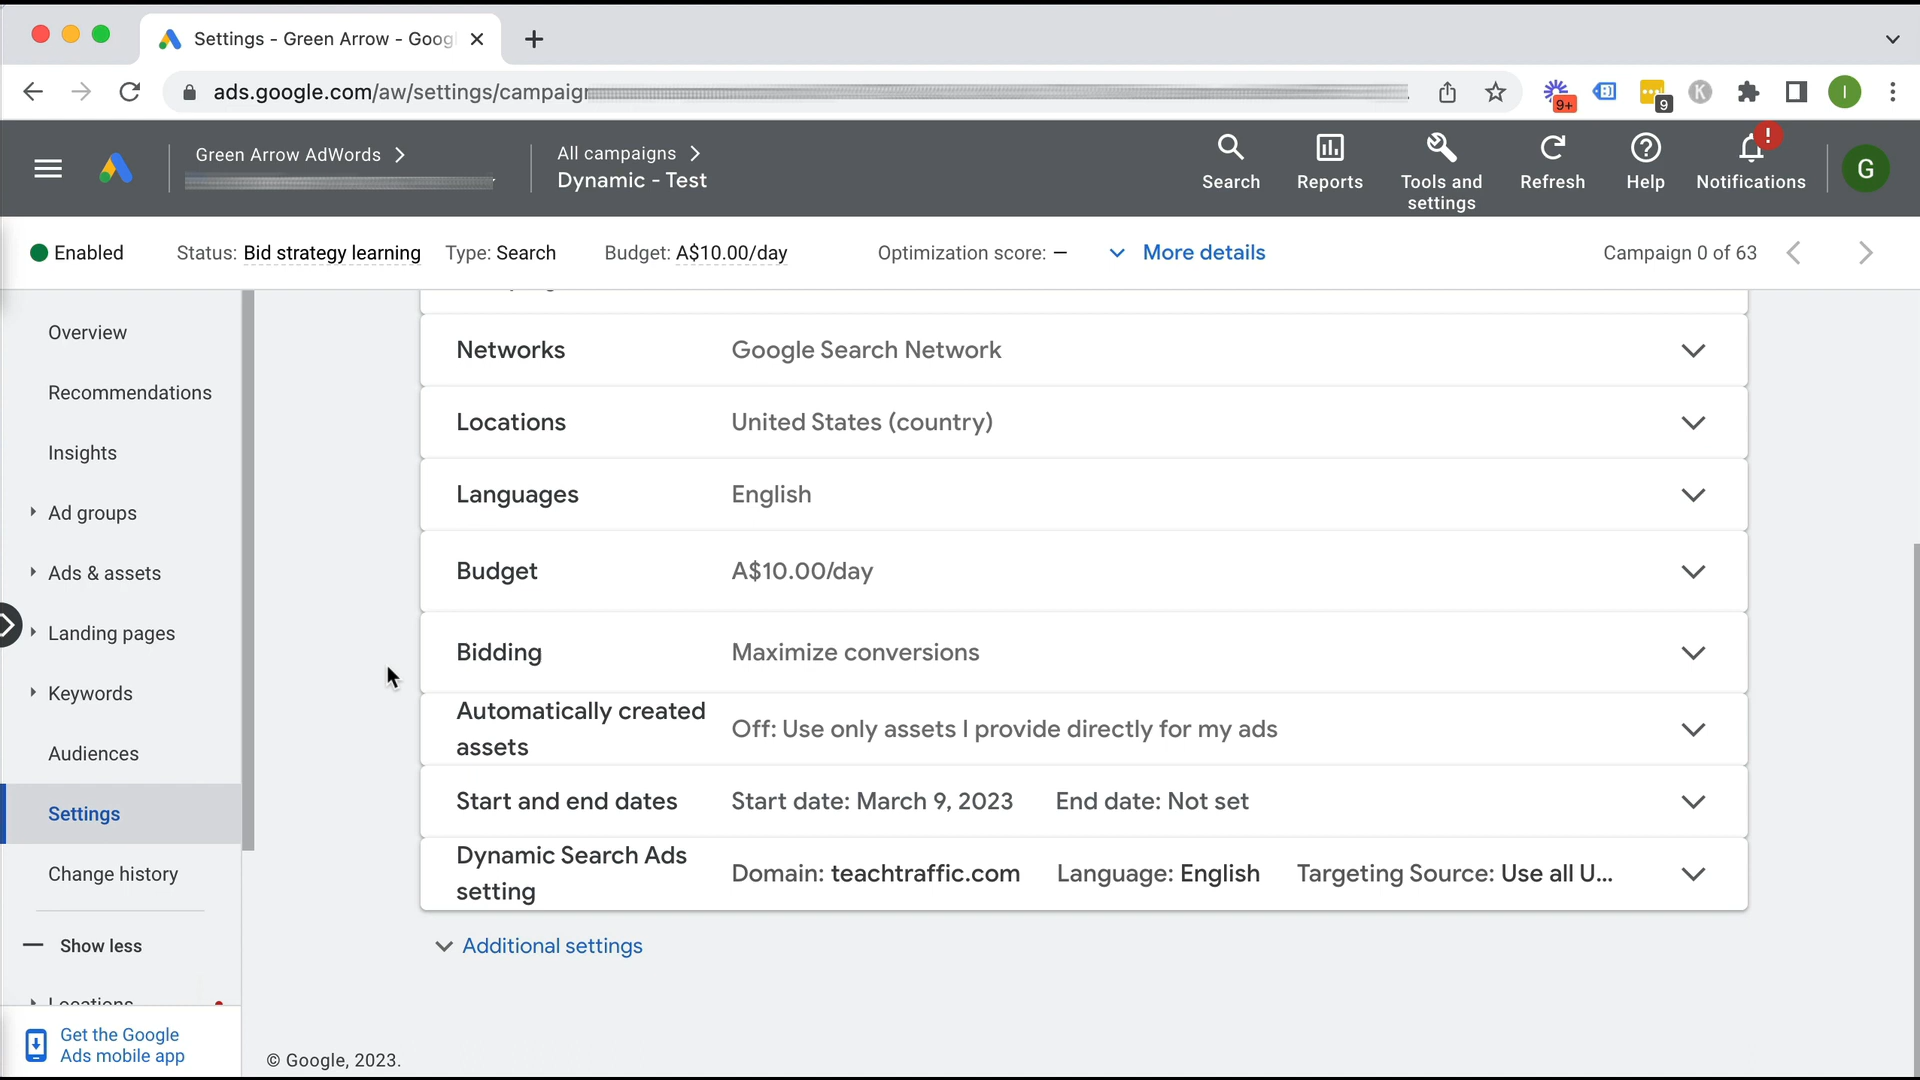 Settings - Green Arrow - Goog
ads.google.com/aw/settings/campaign
9+
9
K
I
Green Arrow AdWords
All campaigns
Dynamic - Test
Search
Reports
Tools and
settings
Refresh
Help
!
Notifications
G
Enabled
Status: Bid strategy learning
Type: Search
Budget: A$10.00/day
Optimization score: –
More details
Campaign 0 of 63
Overview
Recommendations
Insights
Ad groups
Ads & assets
Landing pages
Keywords
Audiences
Settings
Change history
Show less
Locations
Get the Google
Ads mobile app
Networks
Google Search Network
Locations
United States (country)
Languages
English
Budget
A$10.00/day
Bidding
Maximize conversions
Automatically created
assets
Off: Use only assets I provide directly for my ads
Start and end dates
Start date: March 9, 2023
End date: Not set
Dynamic Search Ads
setting
Domain: teachtraffic.com
Language: English
Targeting Source: Use all U...
Additional settings
© Google, 2023.